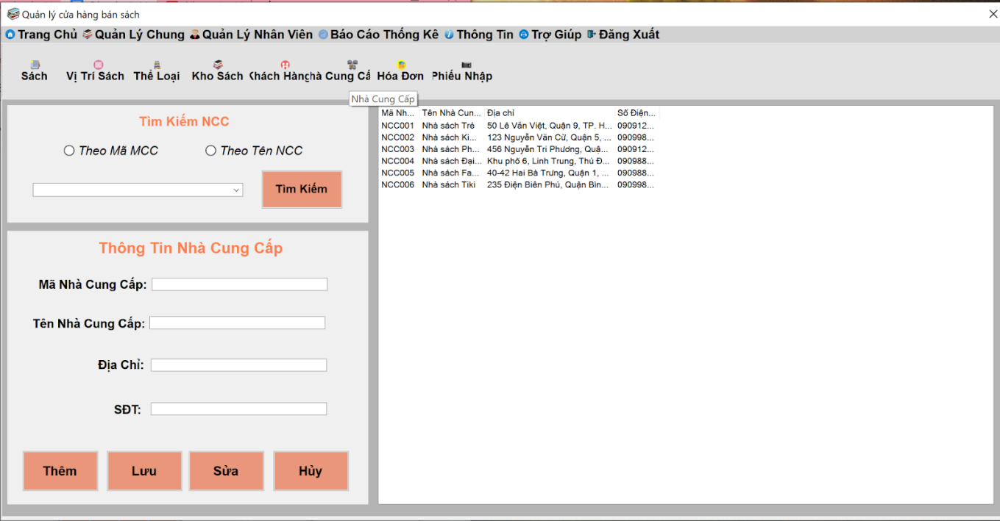 Quản lý cửa hàng bán sách
Trang Chủ Quản Lý Chung Quản Lý Nhân Viên Báo Cáo Thống Kê Thông Tin Trợ Giúp Đăng Xuất
Sách Vị Trí Sách Thể Loại Kho Sách Khách Hàng hà Cung Cấ Hóa Đơn Phiếu Nhập
Nhà Cung Cấp
Tìm Kiếm NCC
Theo Mã MCC Theo Tên NCC
Tìm Kiếm
Thông Tin Nhà Cung Cấp
Mã Nhà Cung Cấp:
Tên Nhà Cung Cấp:
Địa Chỉ:
SĐT:
Thêm Lưu Sửa Hủy
Mã Nh... Tên Nhà Cun... Địa chỉ Số Điện...
NCC001 Nhà sách Trẻ 50 Lê Văn Việt, Quận 9, TP. H... 090912...
NCC002 Nhà sách Ki... 123 Nguyễn Văn Cừ, Quận 5, ... 090998...
NCC003 Nhà sách Ph... 456 Nguyễn Tri Phương, Quậ... 090912...
NCC004 Nhà sách Đại... Khu phố 6, Linh Trung, Thủ Đ... 090988...
NCC005 Nhà sách Fa... 40-42 Hai Bà Trưng, Quận 1, ... 090988...
NCC006 Nhà sách Tiki 235 Điện Biên Phủ, Quận Bìn... 090998...